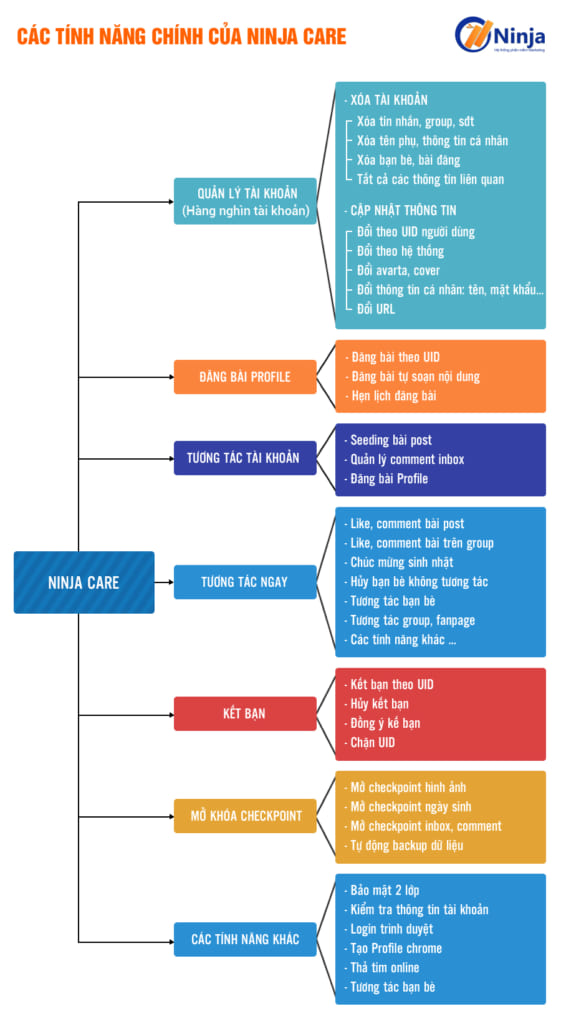 CÁC TÍNH NĂNG CHÍNH CỦA NINJA CARE
Ninja
Hệ thống phần mềm Marketing
NINJA CARE
QUẢN LÝ TÀI KHOẢN
(Hàng nghìn tài khoản)
- XÓA TÀI KHOẢN
Xóa tin nhắn, group, sđt
Xóa tên phụ, thông tin cá nhân
Xóa bạn bè, bài đăng
Tất cả các thông tin liên quan
- CẬP NHẬT THÔNG TIN
Đổi theo UID người dùng
Đổi theo hệ thống
Đổi avarta, cover
Đổi thông tin cá nhân: tên, mật khẩu...
Đổi URL
ĐĂNG BÀI PROFILE
- Đăng bài theo UID
- Đăng bài tự soạn nội dung
- Hẹn lịch đăng bài
TƯƠNG TÁC TÀI KHOẢN
- Seeding bài post
- Quản lý comment inbox
- Đăng bài Profile
TƯƠNG TÁC NGAY
- Like, comment bài post
- Like, comment bài trên group
- Chúc mừng sinh nhật
- Hủy bạn bè không tương tác
- Tương tác bạn bè
- Tương tác group, fanpage
- Các tính năng khác ...
KẾT BẠN
- Kết bạn theo UID
- Hủy kết bạn
- Đồng ý kế bạn
- Chặn UID
MỞ KHÓA CHECKPOINT
- Mở checkpoint hình ảnh
- Mở checkpoint ngày sinh
- Mở checkpoint inbox, comment
- Tự động backup dữ liệu
CÁC TÍNH NĂNG KHÁC
- Bảo mật 2 lớp
- Kiểm tra thông tin tài khoản
- Login trình duyệt
- Tạo Profile chrome
- Thả tim online
- Tương tác bạn bè